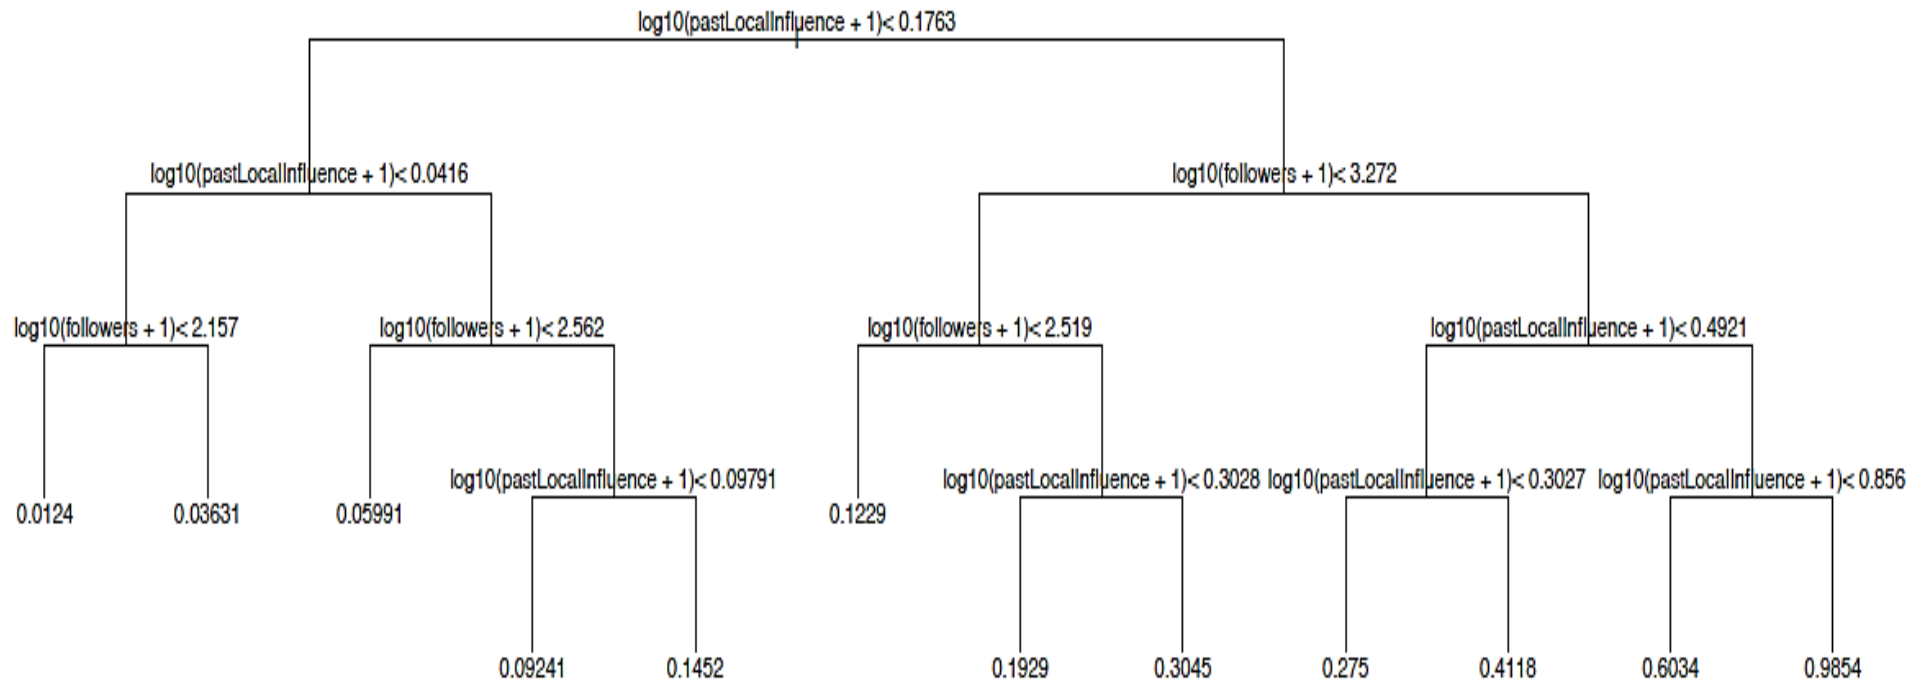 log10(pastLocalInfluence + 1)< 0.1763
log10(pastLocalInfluence + 1)< 0.0416
log10(followers + 1)< 3.272
log10(followers + 1)< 2.157
log10(followers + 1)< 2.562
log10(followers + 1)< 2.519
log10(pastLocalInfluence + 1)< 0.4921
log10(pastLocalInfluence + 1)< 0.09791
log10(pastLocalInfluence + 1)< 0.3028
log10(pastLocalInfluence + 1)< 0.3027
log10(pastLocalInfluence + 1)< 0.856
0.0124
0.03631
0.05991
0.1229
0.09241
0.1452
0.1929
0.3045
0.275
0.4118
0.6034
0.9854